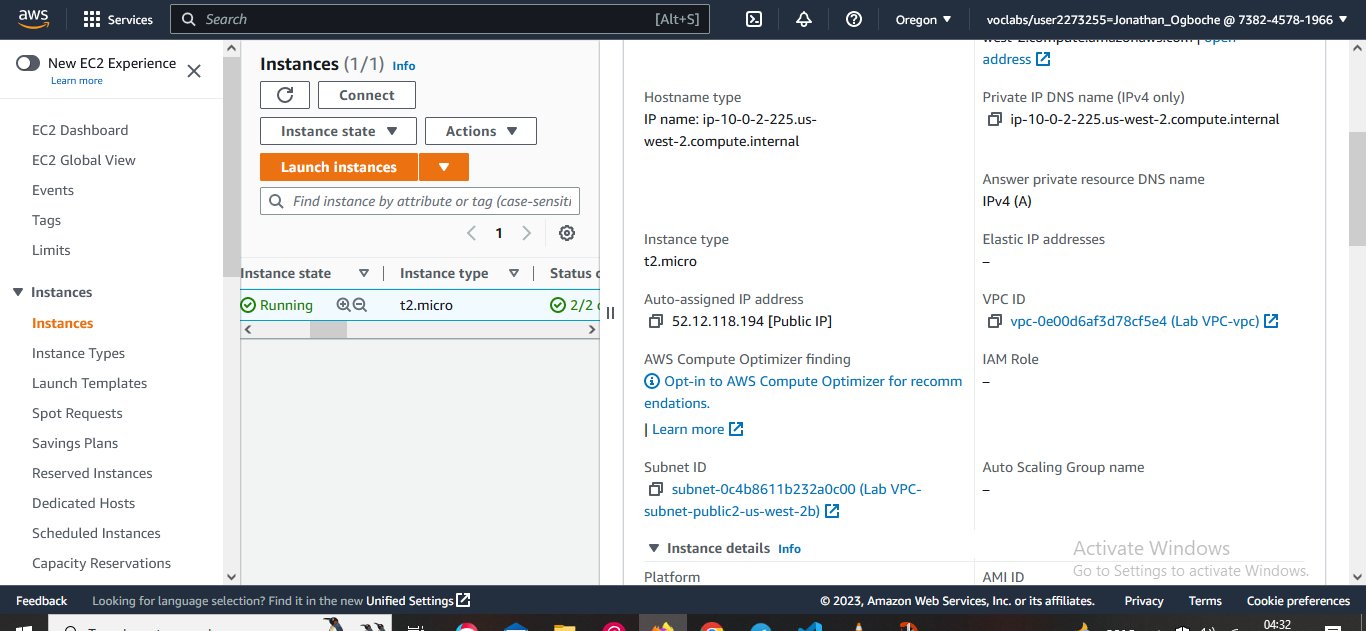 aws
Services
Search
[Alt+S]
Oregon
voclabs/user2273255=Jonathan_Ogboche @ 7382-4578-1966
New EC2 Experience
Learn more
EC2 Dashboard
EC2 Global View
Events
Tags
Limits
Instances
Instances
Instance Types
Launch Templates
Spot Requests
Savings Plans
Reserved Instances
Dedicated Hosts
Scheduled Instances
Capacity Reservations
Instances (1/1) Info
Connect
Instance state
Actions
Launch instances
Find instance by attribute or tag (case-sensiti
1
Instance state
Instance type
Status c
Running
t2.micro
2/2 c
west-2.compute.amazonaws.com | open
address
Hostname type
IP name: ip-10-0-2-225.us-
west-2.compute.internal
Private IP DNS name (IPv4 only)
ip-10-0-2-225.us-west-2.compute.internal
Answer private resource DNS name
IPv4 (A)
Instance type
t2.micro
Elastic IP addresses
–
Auto-assigned IP address
52.12.118.194 [Public IP]
VPC ID
vpc-0e00d6af3d78cf5e4 (Lab VPC-vpc)
AWS Compute Optimizer finding
Opt-in to AWS Compute Optimizer for recomm
endations.
| Learn more
IAM Role
–
Subnet ID
subnet-0c4b8611b232a0c00 (Lab VPC-
subnet-public2-us-west-2b)
Auto Scaling Group name
–
Instance details Info
Platform
AMI ID
Activate Windows
Go to Settings to activate Windows.
Feedback
Looking for language selection? Find it in the new Unified Settings
© 2023, Amazon Web Services, Inc. or its affiliates.
Privacy
Terms
Cookie preferences
04:32